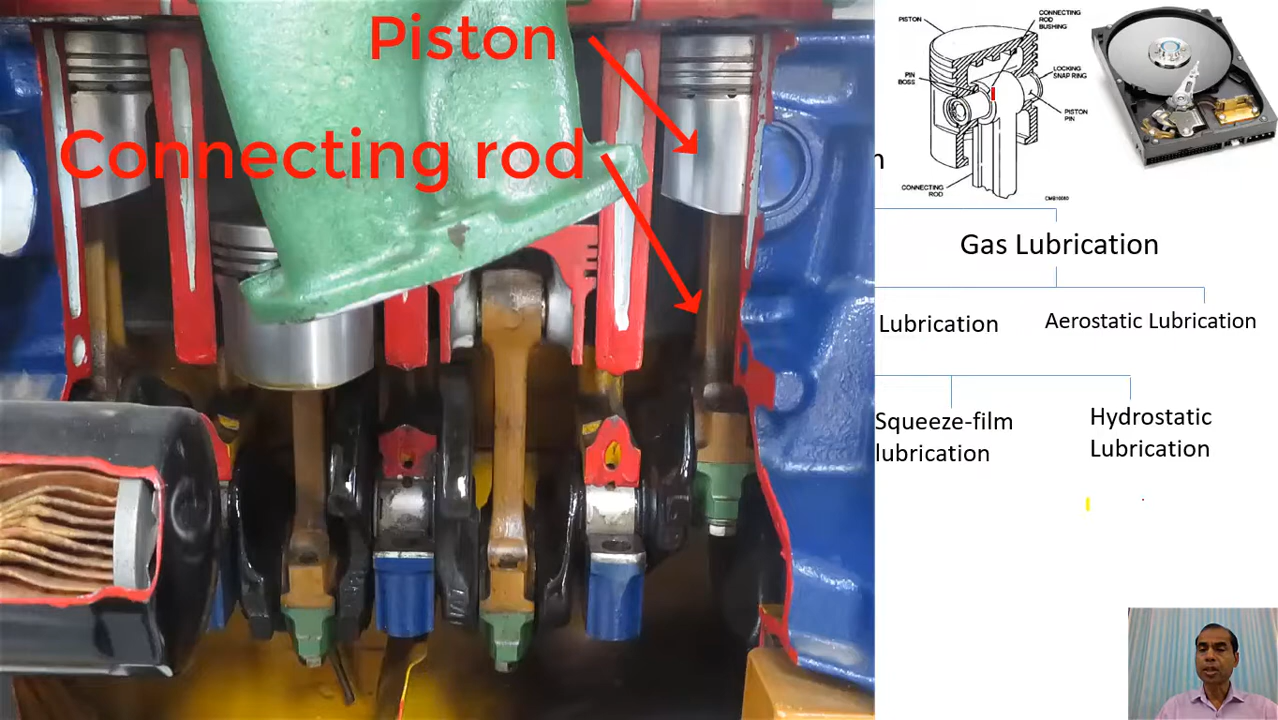 Piston
Connecting rod
PISTON
CONNECTING
ROD
BUSHING
PIN
BOSS
LOCKING
SNAP RING
PISTON
PIN
CONNECTING
ROD
n
Gas Lubrication
Lubrication
Aerostatic Lubrication
Squeeze-film
lubrication
Hydrostatic
Lubrication